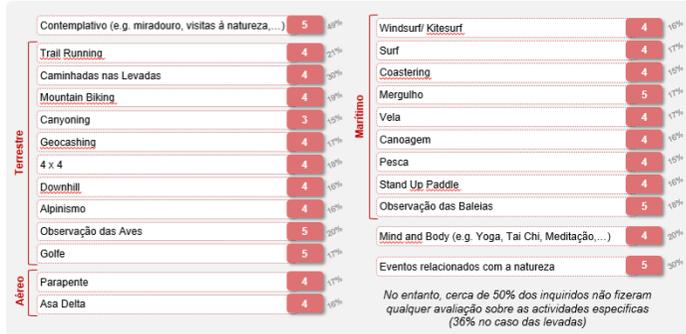 Contemplativo (e.g. miradouro, visitas à natureza,...) 5 49%
Terrestre
Trail Running 4 21%
Caminhadas nas Levadas 4 30%
Mountain Biking 4 19%
Canyoning 3 15%
Geocashing 4 17%
4 x 4 4 18%
Downhill 4 16%
Alpinismo 4 16%
Observação das Aves 5 20%
Golfe 5 17%
Aéreo
Parapente 4 17%
Asa Delta 4 16%
Marítimo
Windsurf/ Kitesurf 4 16%
Surf 4 17%
Coastering 4 15%
Mergulho 5 17%
Vela 4 17%
Canoagem 4 16%
Pesca 4 15%
Stand Up Paddle 4 16%
Observação das Baleias 5 18%
Mind and Body (e.g. Yoga, Tai Chi, Meditação,...) 4 20%
Eventos relacionados com a natureza 5 30%
No entanto, cerca de 50% dos inquiridos não fizeram
qualquer avaliação sobre as actividades especificas
(36% no caso das levadas)